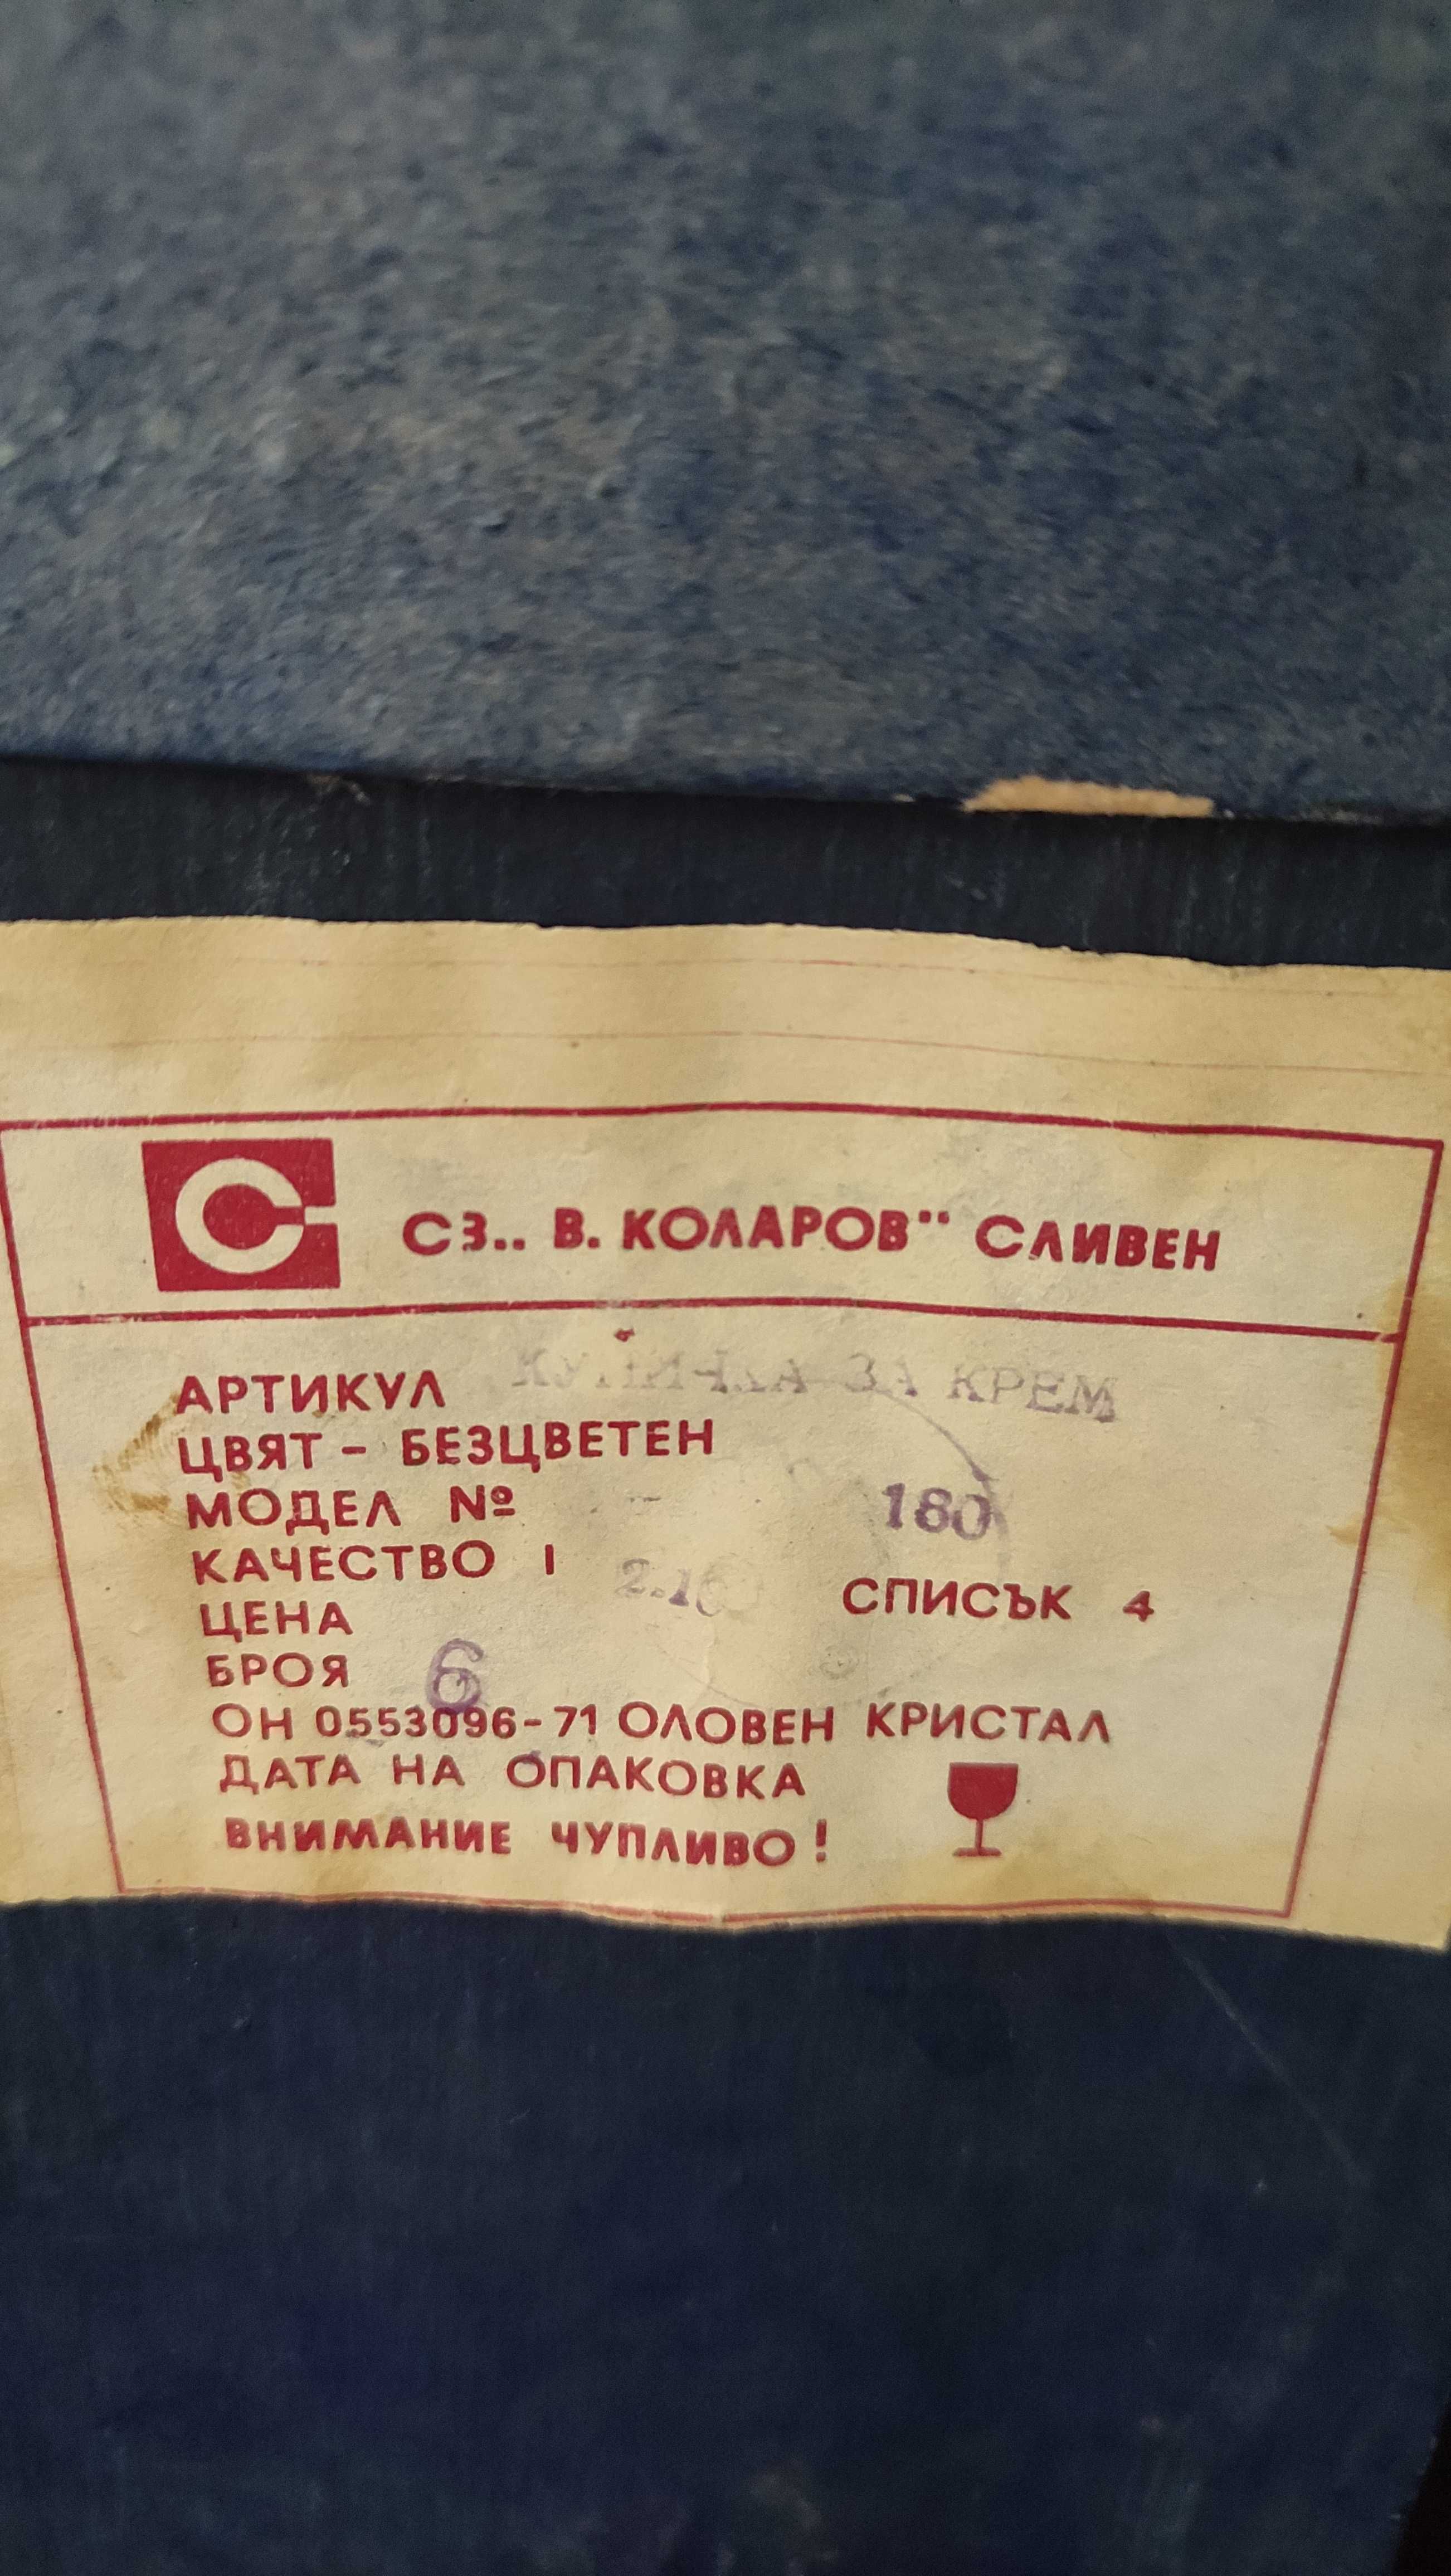 СЗ „ В. КОЛАРОВ" СЛИВЕН
АРТИКУЛ КУПИЧКА ЗА КРЕМ
ЦВЯТ - БЕЗЦВЕТЕН
МОДЕЛ № 180
КАЧЕСТВО I
СПИСЪК 4
ЦЕНА
БРОЯ 6
ОН 0553096-71 ОЛОВЕН КРИСТАЛ
ДАТА НА ОПАКОВКА
ВНИМАНИЕ ЧУПЛИВО!